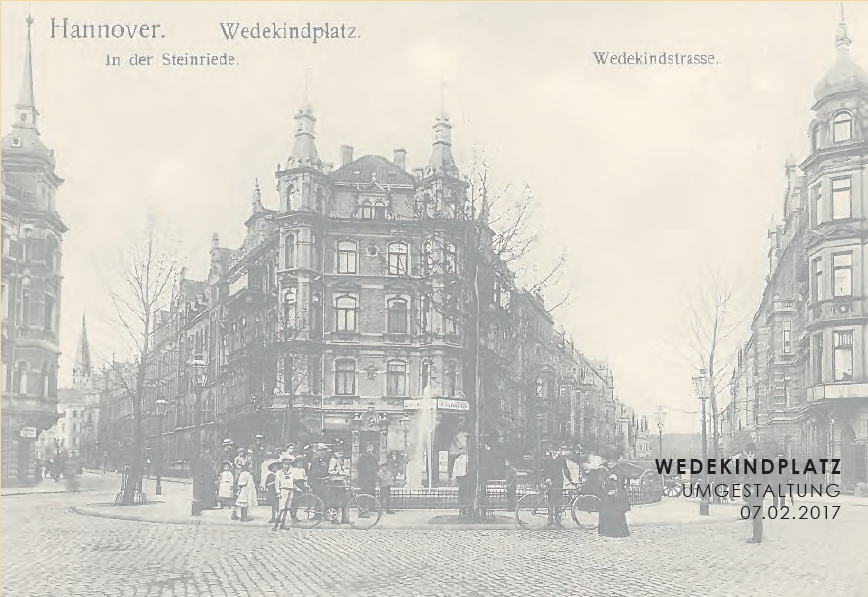 Hannover. Wedekindplatz.
In der Steinriede.
Wedekindstrasse.
WEDEKINDPLATZ
UMGESTALTUNG
07.02.2017